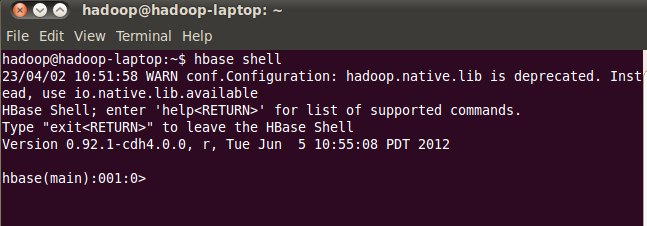 hadoop@hadoop-laptop: ~
File Edit View Terminal Help
hadoop@hadoop-laptop:~$ hbase shell
23/04/02 10:51:58 WARN conf.Configuration: hadoop.native.lib is deprecated. Inst
ead, use io.native.lib.available
HBase Shell; enter 'help<RETURN>' for list of supported commands.
Type "exit<RETURN>" to leave the HBase Shell
Version 0.92.1-cdh4.0.0, r, Tue Jun  5 10:55:08 PDT 2012
hbase(main):001:0>